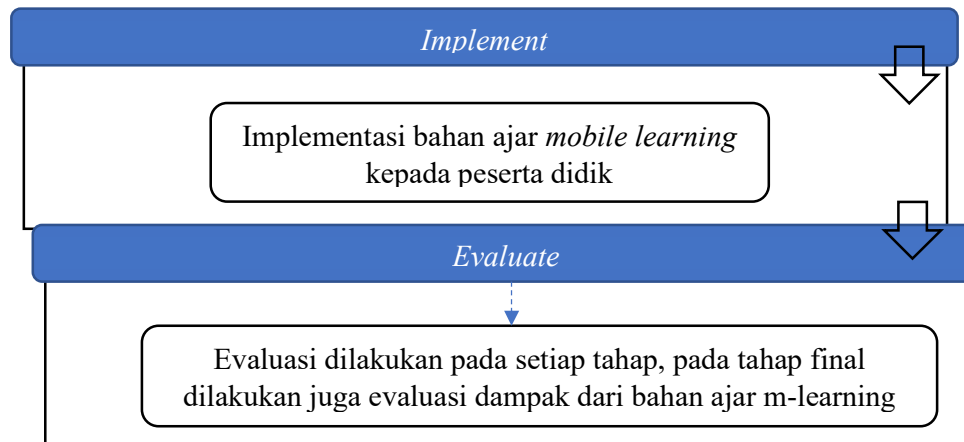 Implement
Implementasi bahan ajar mobile learning
kepada peserta didik
Evaluate
Evaluasi dilakukan pada setiap tahap, pada tahap final
dilakukan juga evaluasi dampak dari bahan ajar m-learning